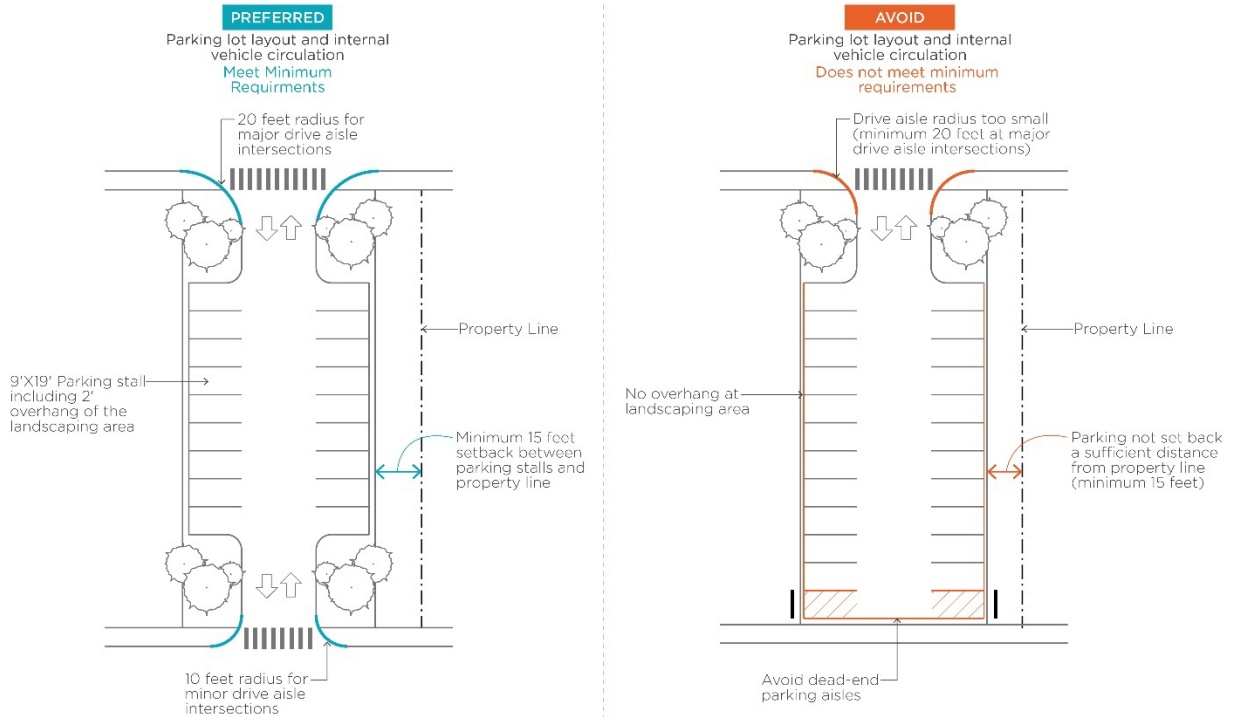 PREFERRED
Parking lot layout and internal
vehicle circulation
Meet Minimum
Requirments
20 feet radius for
major drive aisle
intersections
Property Line
9'X19' Parking stall
including 2'
overhang of the
landscaping area
Minimum 15 feet
setback between
parking stalls and
property line
10 feet radius for
minor drive aisle
intersections
AVOID
Parking lot layout and internal
vehicle circulation
Does not meet minimum
requirements
Drive aisle radius too small
(minimum 20 feet at major
drive aisle intersections)
Property Line
No overhang at
landscaping area
Parking not set back
a sufficient distance
from property line
(minimum 15 feet)
Avoid dead-end
parking aisles